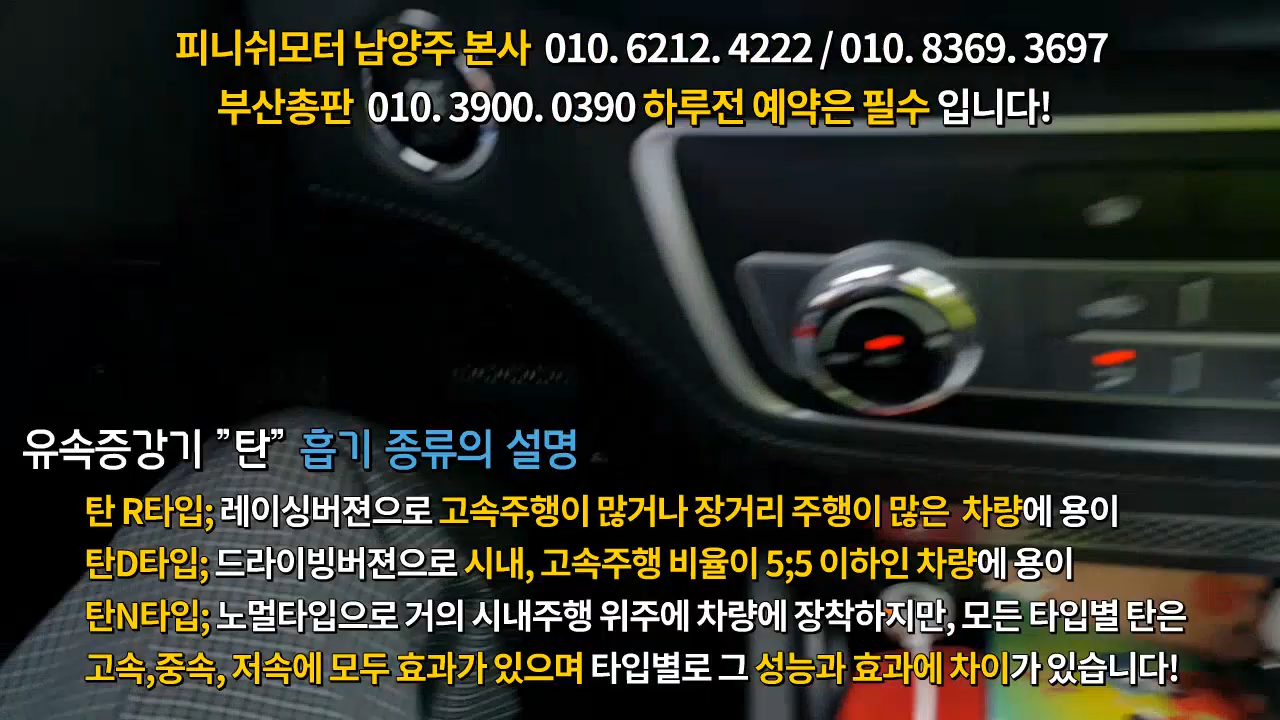 피니쉬모터 남양주 본사 010. 6212. 4222 / 010. 8369. 3697
부산총판 010. 3900. 0390 하루전 예약은 필수 입니다!
유속증강기 "탄" 흡기 종류의 설명
탄 R타입; 레이싱버젼으로 고속주행이 많거나 장거리 주행이 많은 차량에 용이
탄D타입; 드라이빙버젼으로 시내, 고속주행 비율이 5;5 이하인 차량에 용이
탄N타입; 노멀타입으로 거의 시내주행 위주에 차량에 장착하지만, 모든 타입별 탄은
고속,중속, 저속에 모두 효과가 있으며 타입별로 그 성능과 효과에 차이가 있습니다!